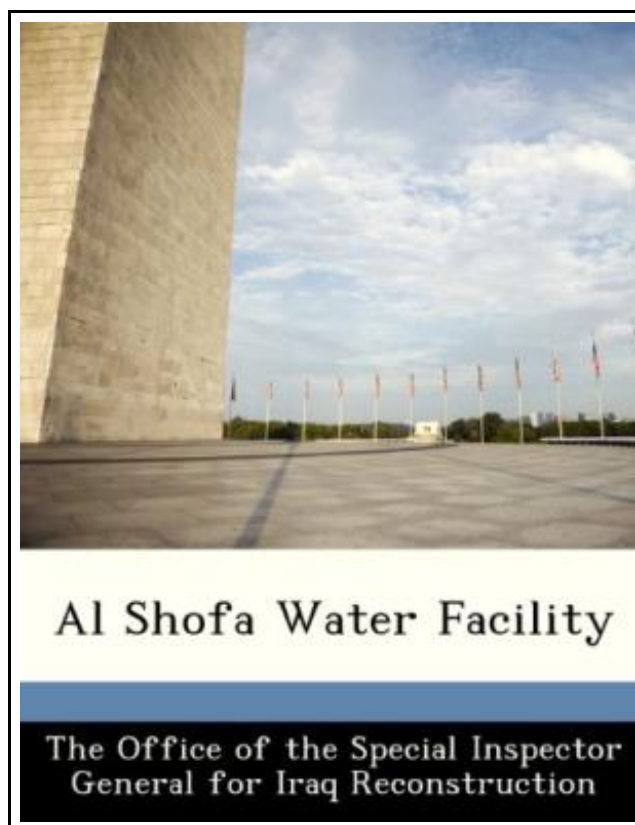 Al Shofa Water Facility
The Office of the Special Inspector
General for Iraq Reconstruction